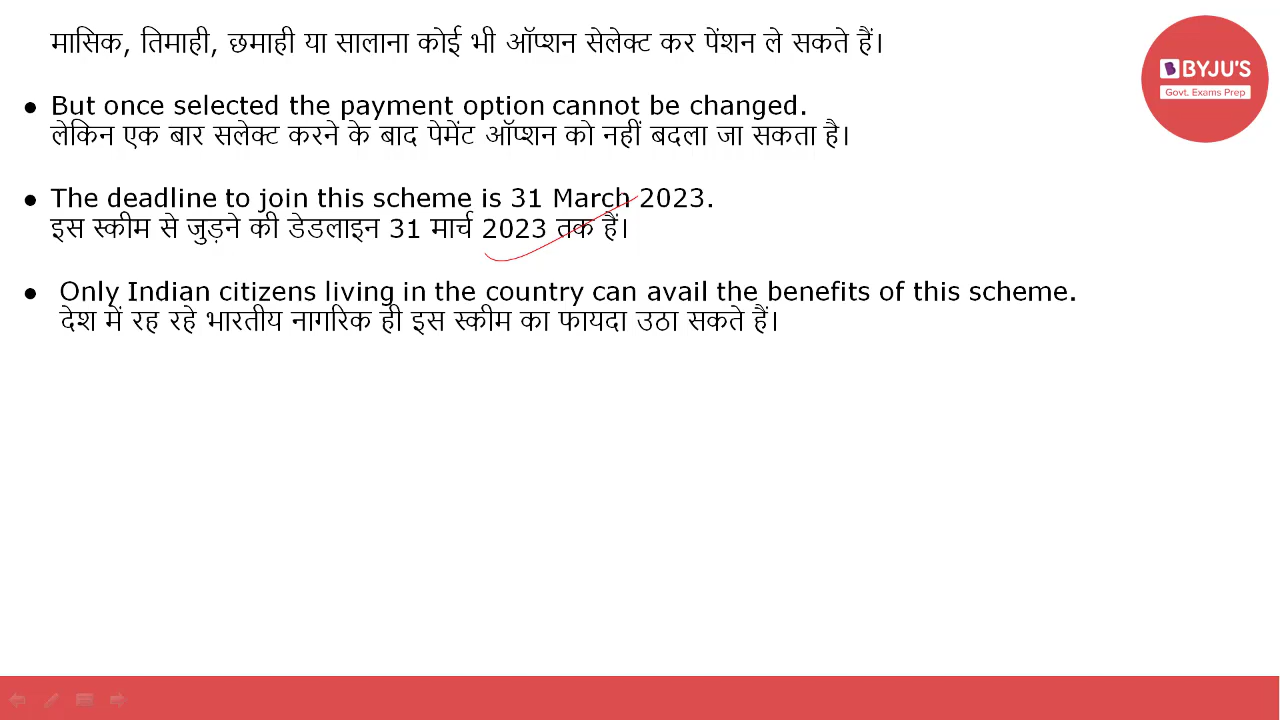 मासिक, तिमाही, छमाही या सालाना कोई भी ऑप्शन सेलेक्ट कर पेंशन ले सकते हैं।
BYJU'S
Govt. Exams Prep
● But once selected the payment option cannot be changed.
लेकिन एक बार सलेक्ट करने के बाद पेमेंट ऑप्शन को नहीं बदला जा सकता है।
● The deadline to join this scheme is 31 March 2023.
इस स्कीम से जुड़ने की डेडलाइन 31 मार्च 2023 तक हैं।
● Only Indian citizens living in the country can avail the benefits of this scheme.
देश में रह रहे भारतीय नागरिक ही इस स्कीम का फायदा उठा सकते हैं।